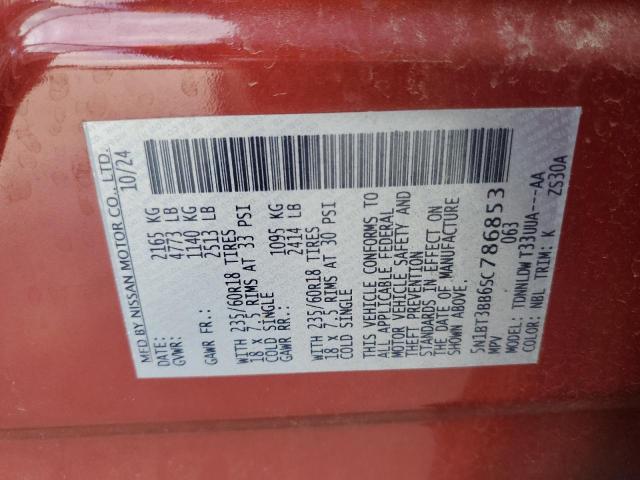 MFD BY NISSAN MOTOR CO., LTD.
DATE: 10/24
GVWR: 2165 KG
4773 LB
GAWR FR.: 1140 KG
2513 LB
WITH 235/60R18 TIRES
18 X 7.5 RIMS AT 33 PSI
COLD SINGLE
GAWR RR.: 1095 KG
2414 LB
WITH 235/60R18 TIRES
18 X 7.5 RIMS AT 30 PSI
COLD SINGLE
THIS VEHICLE CONFORMS TO
ALL APPLICABLE FEDERAL
MOTOR VEHICLE SAFETY AND
THEFT PREVENTION
STANDARDS IN EFFECT ON
THE DATE OF MANUFACTURE
SHOWN ABOVE.
5N1BT3BB6SC786853
MPV 063
MODEL: TDNNLDW T33UUA---AA
COLOR: NBL TRIM: K ZS30A